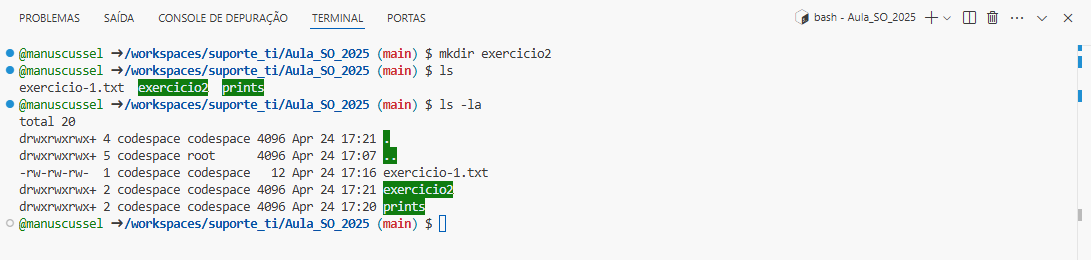 PROBLEMAS SAÍDA CONSOLE DE DEPURAÇÃO TERMINAL PORTAS bash - Aula_SO_2025
@manuscussel ➜/workspaces/suporte_ti/Aula_SO_2025 (main) $ mkdir exercicio2
@manuscussel ➜/workspaces/suporte_ti/Aula_SO_2025 (main) $ ls
exercicio-1.txt  exercicio2  prints
@manuscussel ➜/workspaces/suporte_ti/Aula_SO_2025 (main) $ ls -la
total 20
drwxrwxrwx+ 4 codespace codespace 4096 Apr 24 17:21 .
drwxrwxrwx+ 5 codespace root      4096 Apr 24 17:07 ..
-rw-rw-rw-  1 codespace codespace   12 Apr 24 17:16 exercicio-1.txt
drwxrwxrwx+ 2 codespace codespace 4096 Apr 24 17:21 exercicio2
drwxrwxrwx+ 2 codespace codespace 4096 Apr 24 17:20 prints
@manuscussel ➜/workspaces/suporte_ti/Aula_SO_2025 (main) $